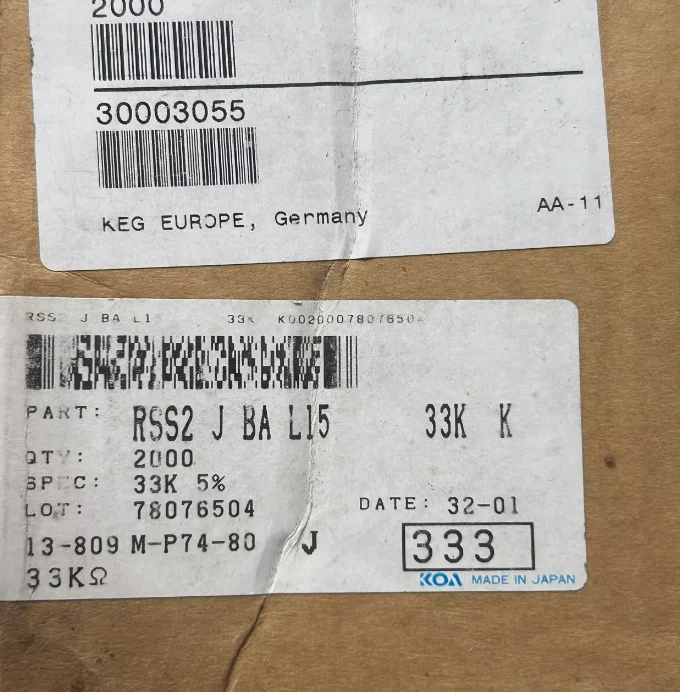 2000
30003055
KEG EUROPE, Germany
AA-11
RSS2 J BA L15 33K
PART: RSS2 J BA L15 33K K
QTY: 2000
SPEC: 33K 5%
LOT: 78076504 DATE: 32-01
13-809 M-P74-80 J 333
33KΩ KOA MADE IN JAPAN